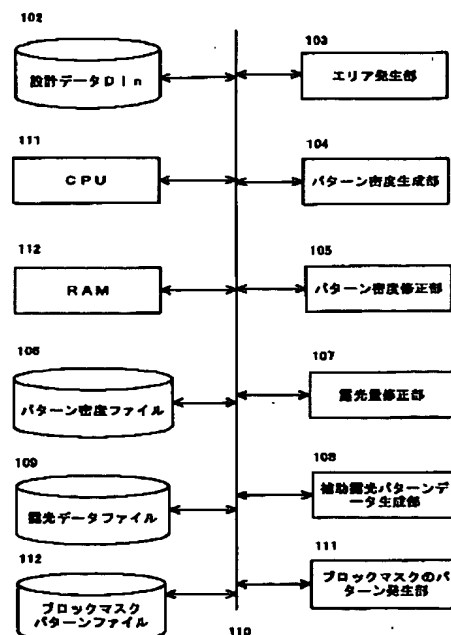 102
設計データDIn
103
エリア発生部
111
CPU
104
パターン密度生成部
112
RAM
105
パターン密度修正部
106
パターン密度ファイル
107
露光量修正部
109
露光データファイル
108
補助露光パターンデ
ータ生成部
112
ブロックマスク
パターンファイル
111
ブロックマスクのパ
ターン発生部
110